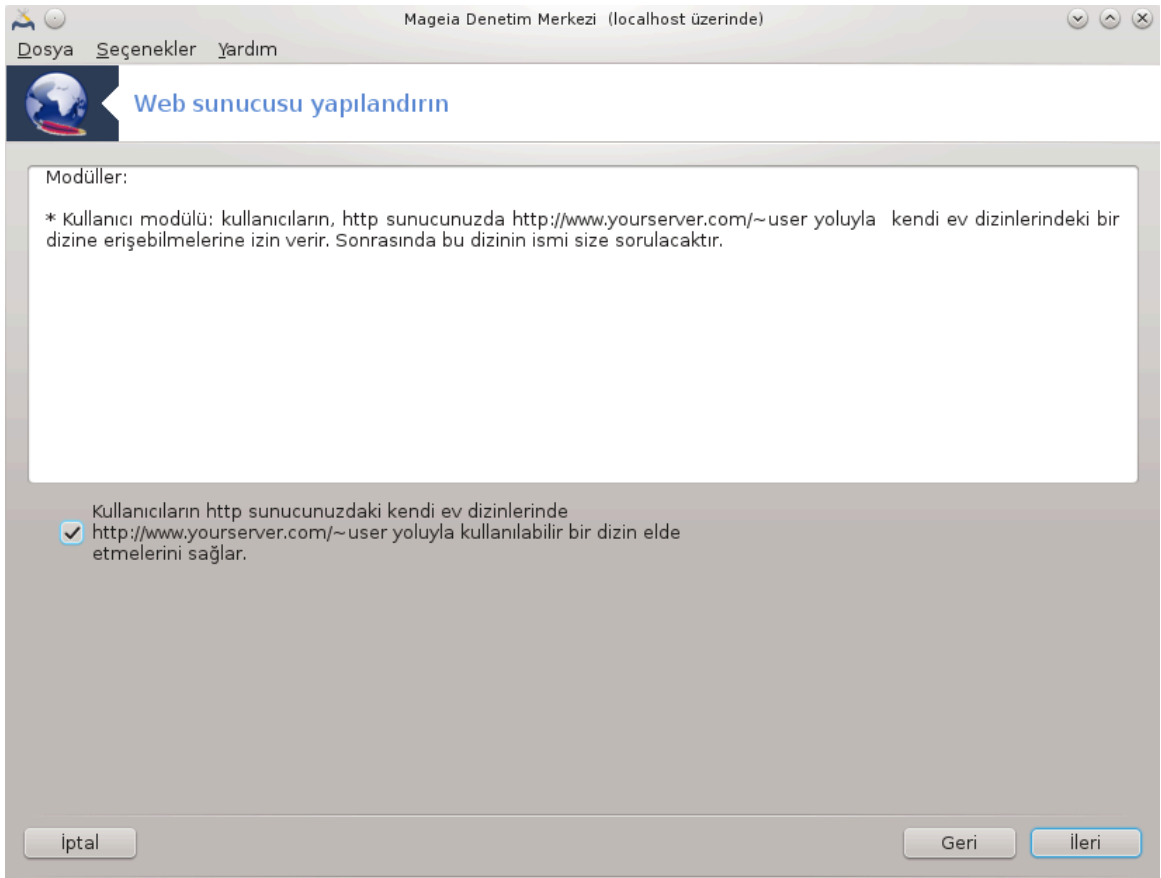 Mageia Denetim Merkezi  (localhost üzerinde)
Dosya Seçenekler Yardım
Web sunucusu yapılandırın
Modüller:
* Kullanıcı modülü: kullanıcıların, http sunucunuzda http://www.yourserver.com/~user yoluyla  kendi ev dizinlerindeki bir
dizine erişebilmelerine izin verir. Sonrasında bu dizinin ismi size sorulacaktır.
Kullanıcıların http sunucunuzdaki kendi ev dizinlerinde
http://www.yourserver.com/~user yoluyla kullanılabilir bir dizin elde
etmelerini sağlar.
İptal Geri İleri